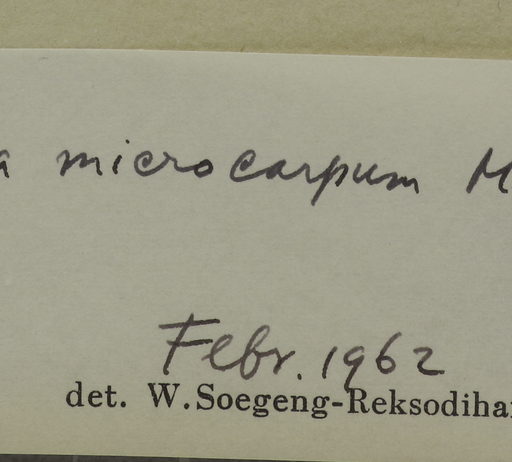 microcarpum
Febr. 1962
det. W.Soegeng-Reksodiha